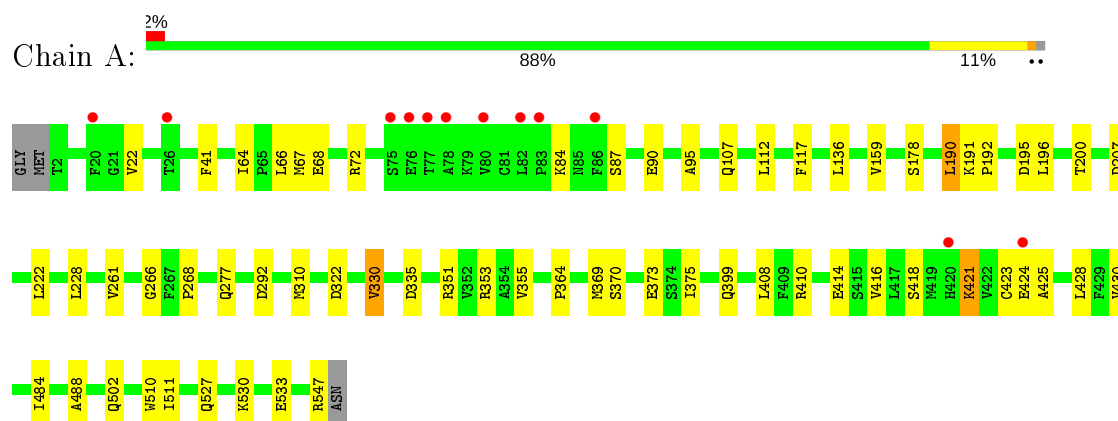 2%
Chain A:
88% 11% ••
GLY MET T2 F20 G21 V22 T26 F41 I64 P65 L66 M67 E68 R72 S75 E76 T77 A78 K79 V80 C81 L82 P83 K84 N85 F86 S87 E90 A95 Q107 L112 F117 L136 V159 S178 L190 K191 P192 D195 L196 T200
L222 L228 V261 G266 F267 P268 Q277 D292 M310 D322 V330 D335 R351 V352 R353 A354 V355 P364 M369 S370 E373 S374 I375 Q399 L408 F409 R410 E414 S415 V416 L417 S418 M419 H420 K421 V422 C423 E424 A425 L428 F429 V430
I484 A488 Q502 W510 I511 Q527 K530 E533 R547 ASN